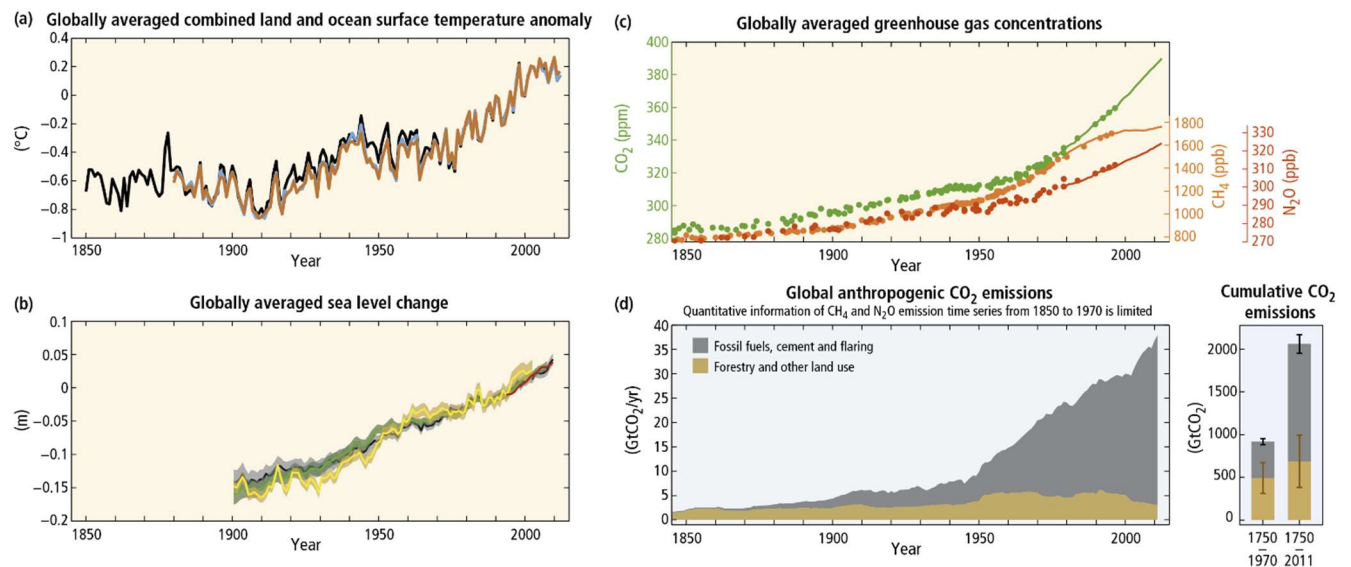 (a) Globally averaged combined land and ocean surface temperature anomaly
0.4
0.2
0
−0.2
−0.4
−0.6
−0.8
−1
(°C)
1850 1900 1950 2000
Year
(b) Globally averaged sea level change
0.1
0.05
0
−0.05
−0.1
−0.15
−0.2
(m)
1850 1900 1950 2000
Year
(c) Globally averaged greenhouse gas concentrations
400
380
360
340
320
300
280
CO₂ (ppm)
1800
1600
1400
1200
1000
800
CH₄ (ppb)
330
320
310
300
290
280
270
N₂O (ppb)
1850 1900 1950 2000
Year
(d) Global anthropogenic CO₂ emissions
Quantitative information of CH₄ and N₂O emission time series from 1850 to 1970 is limited
40
35
30
25
20
15
10
5
0
(GtCO₂/yr)
Fossil fuels, cement and flaring
Forestry and other land use
1850 1900 1950 2000
Year
Cumulative CO₂
emissions
2000
1500
1000
500
0
(GtCO₂)
1750 1750
– –
1970 2011